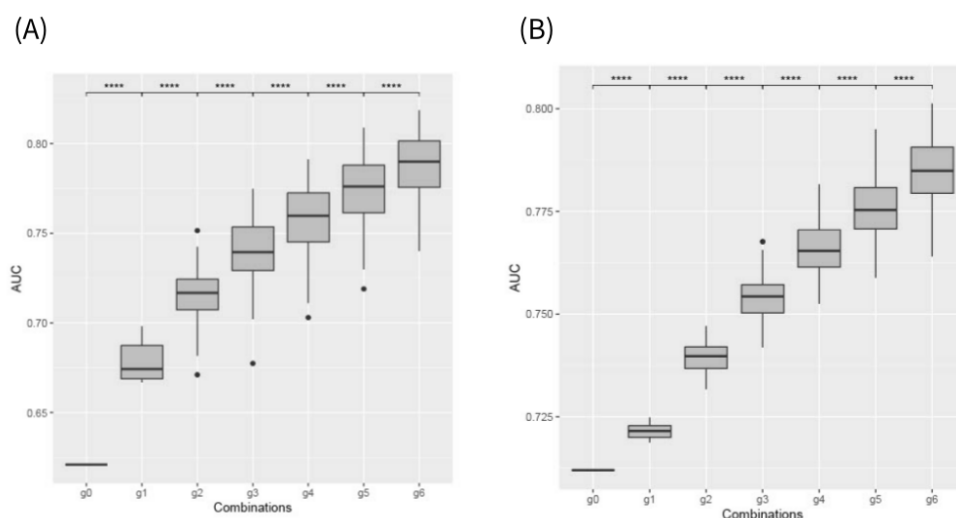 (A)
**** **** **** **** **** ****
0.80
0.75
0.70
0.65
AUC
g0 g1 g2 g3 g4 g5 g6
Combinations
(B)
**** **** **** **** **** ****
0.800
0.775
0.750
0.725
AUC
g0 g1 g2 g3 g4 g5 g6
Combinations